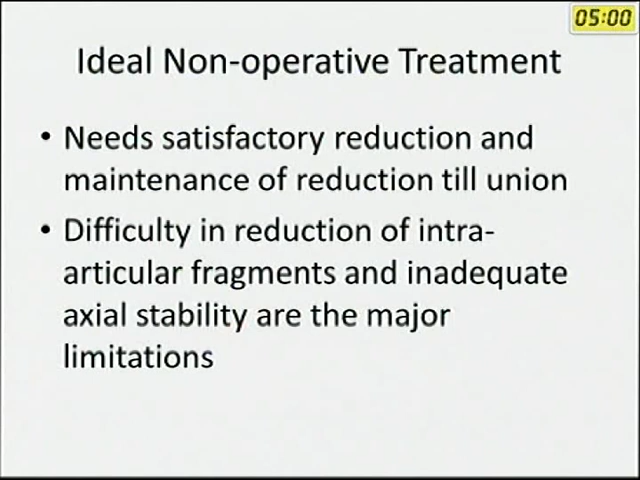 05:00
Ideal Non-operative Treatment
• Needs satisfactory reduction and
maintenance of reduction till union
• Difficulty in reduction of intra-
articular fragments and inadequate
axial stability are the major
limitations